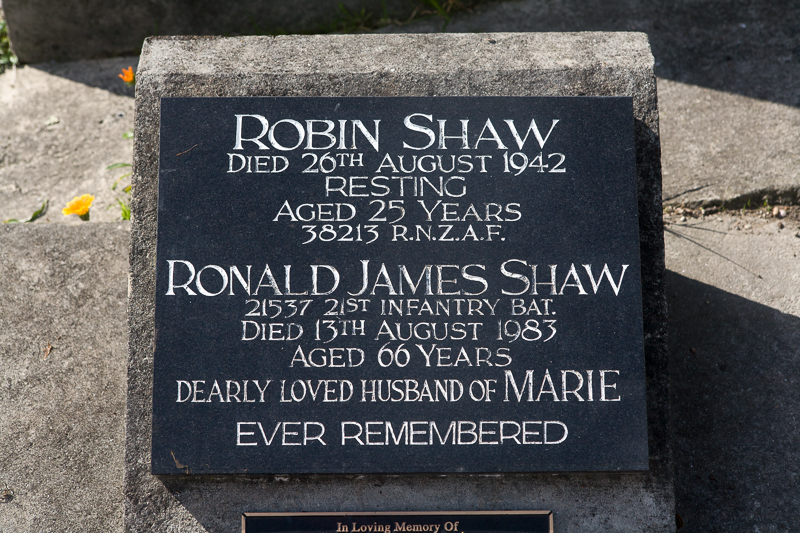 ROBIN SHAW
DIED 26TH AUGUST 1942
RESTING
AGED 25 YEARS
38213 R.N.Z.A.F.
RONALD JAMES SHAW
21537 21ST INFANTRY BAT.
DIED 13TH AUGUST 1983
AGED 66 YEARS
DEARLY LOVED HUSBAND OF MARIE
EVER REMEMBERED
In Loving Memory Of